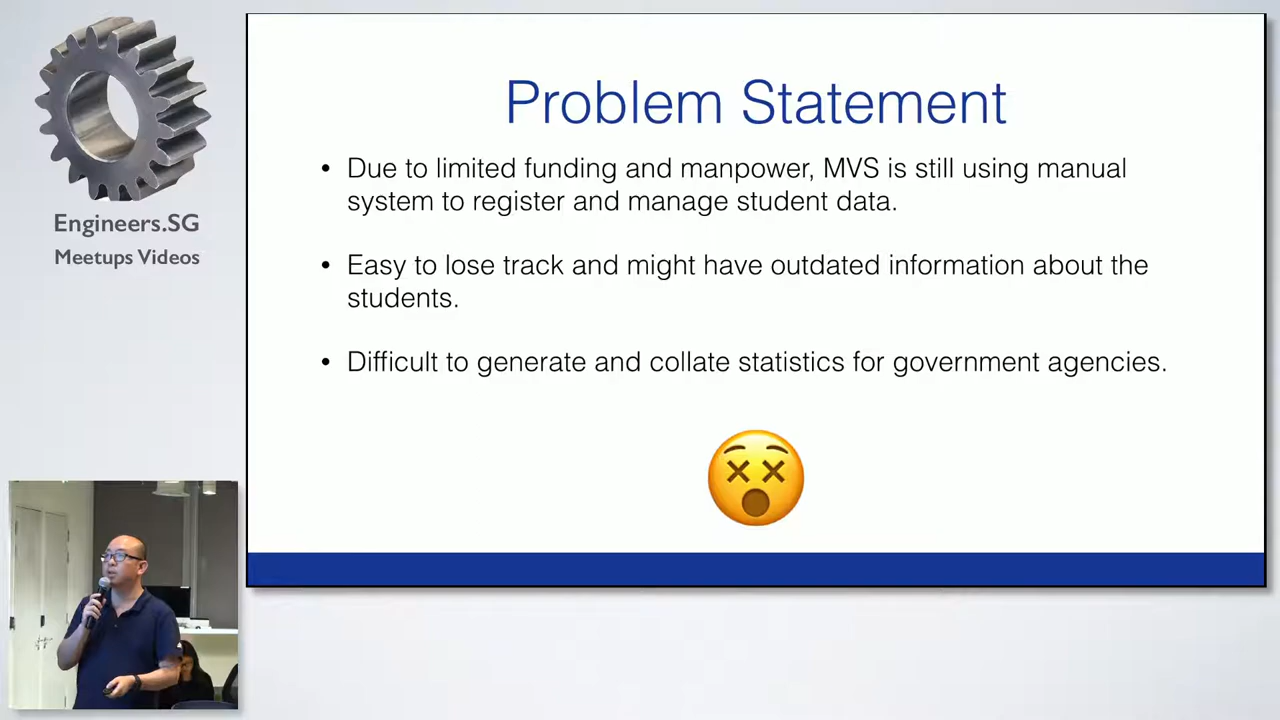 Problem Statement
• Due to limited funding and manpower, MVS is still using manual
system to register and manage student data.
• Easy to lose track and might have outdated information about the
students.
• Difficult to generate and collate statistics for government agencies.
Engineers.SG
Meetups Videos